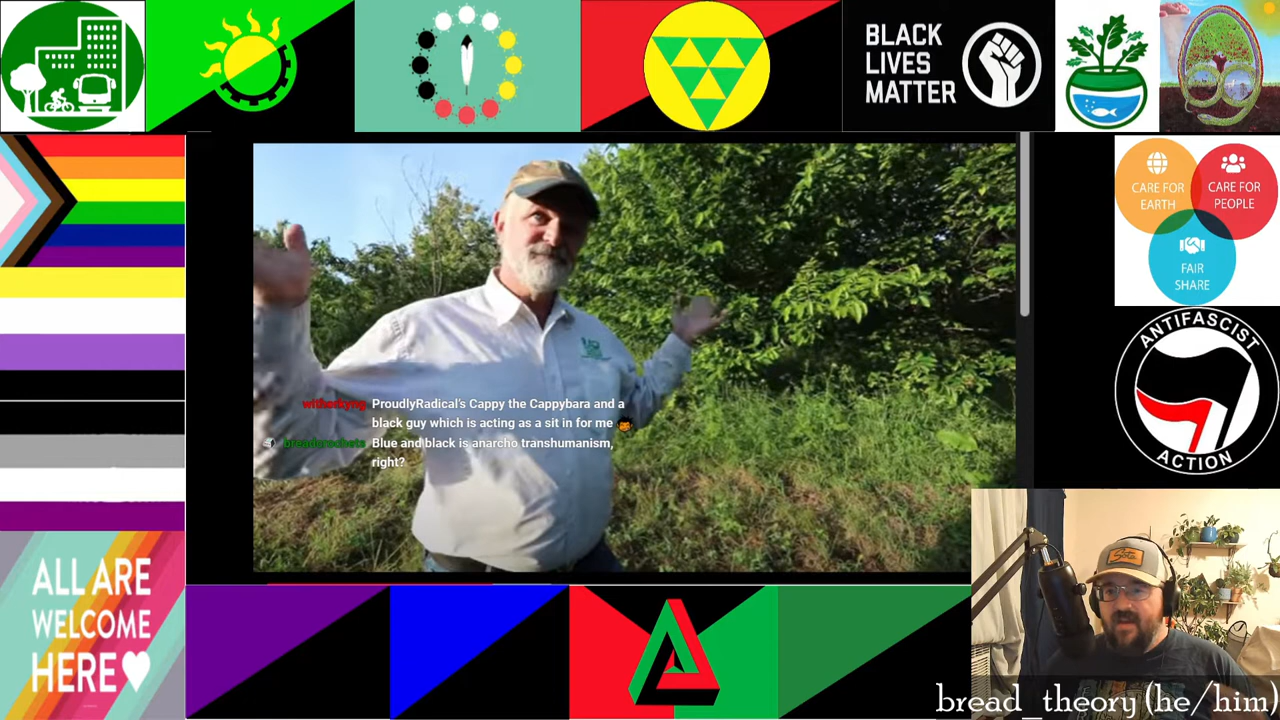 BLACK
LIVES
MATTER
CARE FOR
EARTH
CARE FOR
PEOPLE
FAIR
SHARE
ANTIFASCIST
ACTION
witherkyng ProudlyRadical's Cappy the Cappybara and a
black guy which is acting as a sit in for me
breadcrochets Blue and black is anarcho transhumanism,
right?
ALL ARE
WELCOME
HERE
bread_theory (he/him)